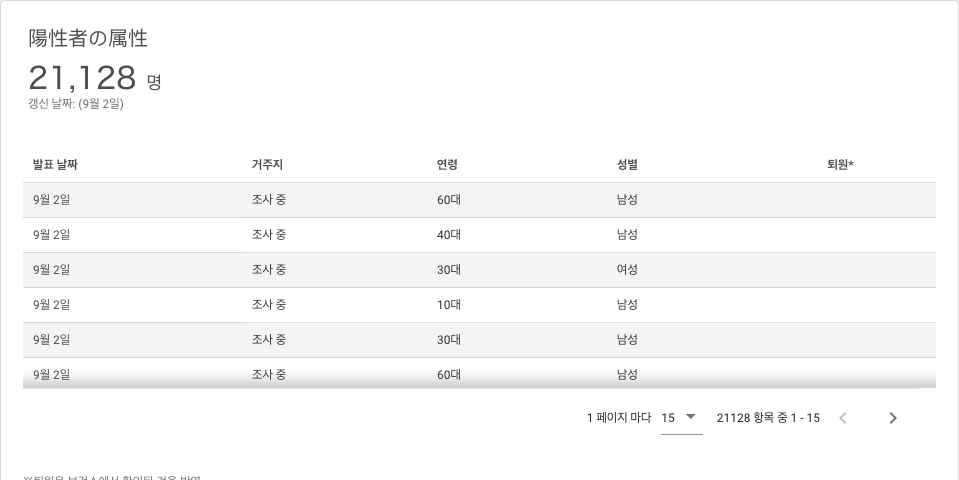 陽性者の属性
21,128 명
갱신 날짜: (9월 2일)
발표 날짜 거주지 연령 성별 퇴원*
9월 2일 조사 중 60대 남성
9월 2일 조사 중 40대 남성
9월 2일 조사 중 30대 여성
9월 2일 조사 중 10대 남성
9월 2일 조사 중 30대 남성
9월 2일 조사 중 60대 남성
1 페이지 마다 15 21128 항목 중 1 - 15